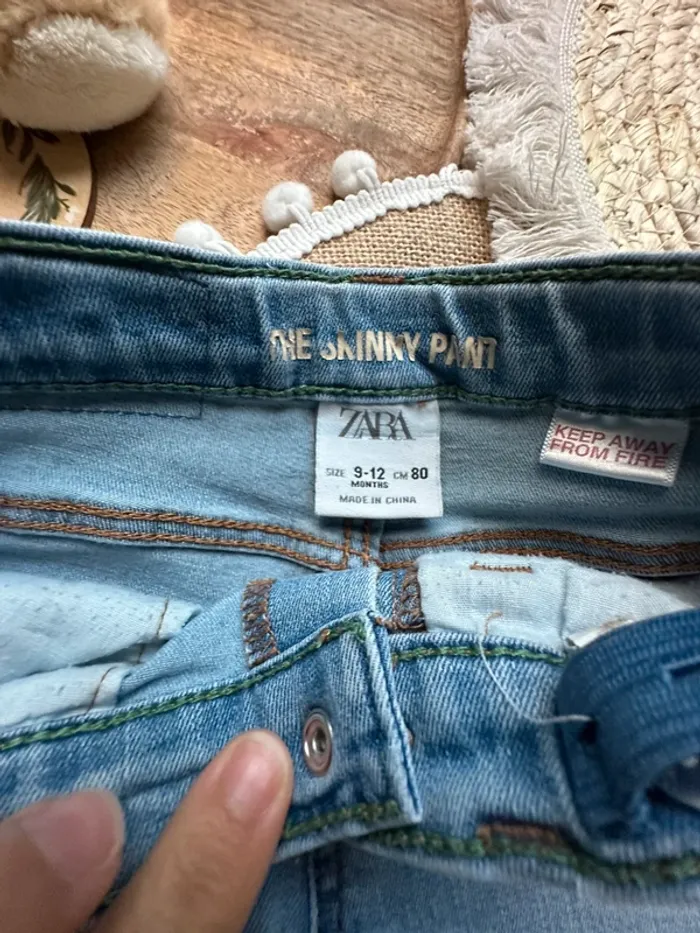 THE SKINNY PANT
ZARA
SIZE 9-12 CM 80
MONTHS
MADE IN CHINA
KEEP AWAY
FROM FIRE